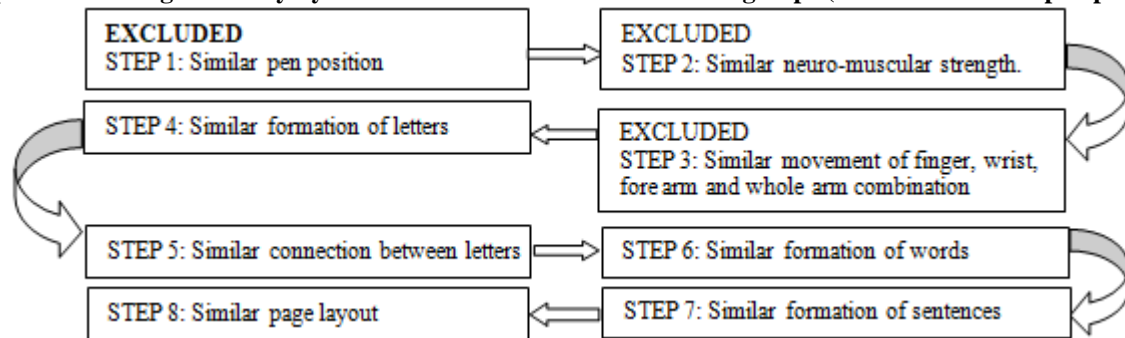 EXCLUDED
STEP 1: Similar pen position
EXCLUDED
STEP 2: Similar neuro-muscular strength.
EXCLUDED
STEP 3: Similar movement of finger, wrist,
fore arm and whole arm combination
STEP 4: Similar formation of letters
STEP 5: Similar connection between letters
STEP 6: Similar formation of words
STEP 7: Similar formation of sentences
STEP 8: Similar page layout